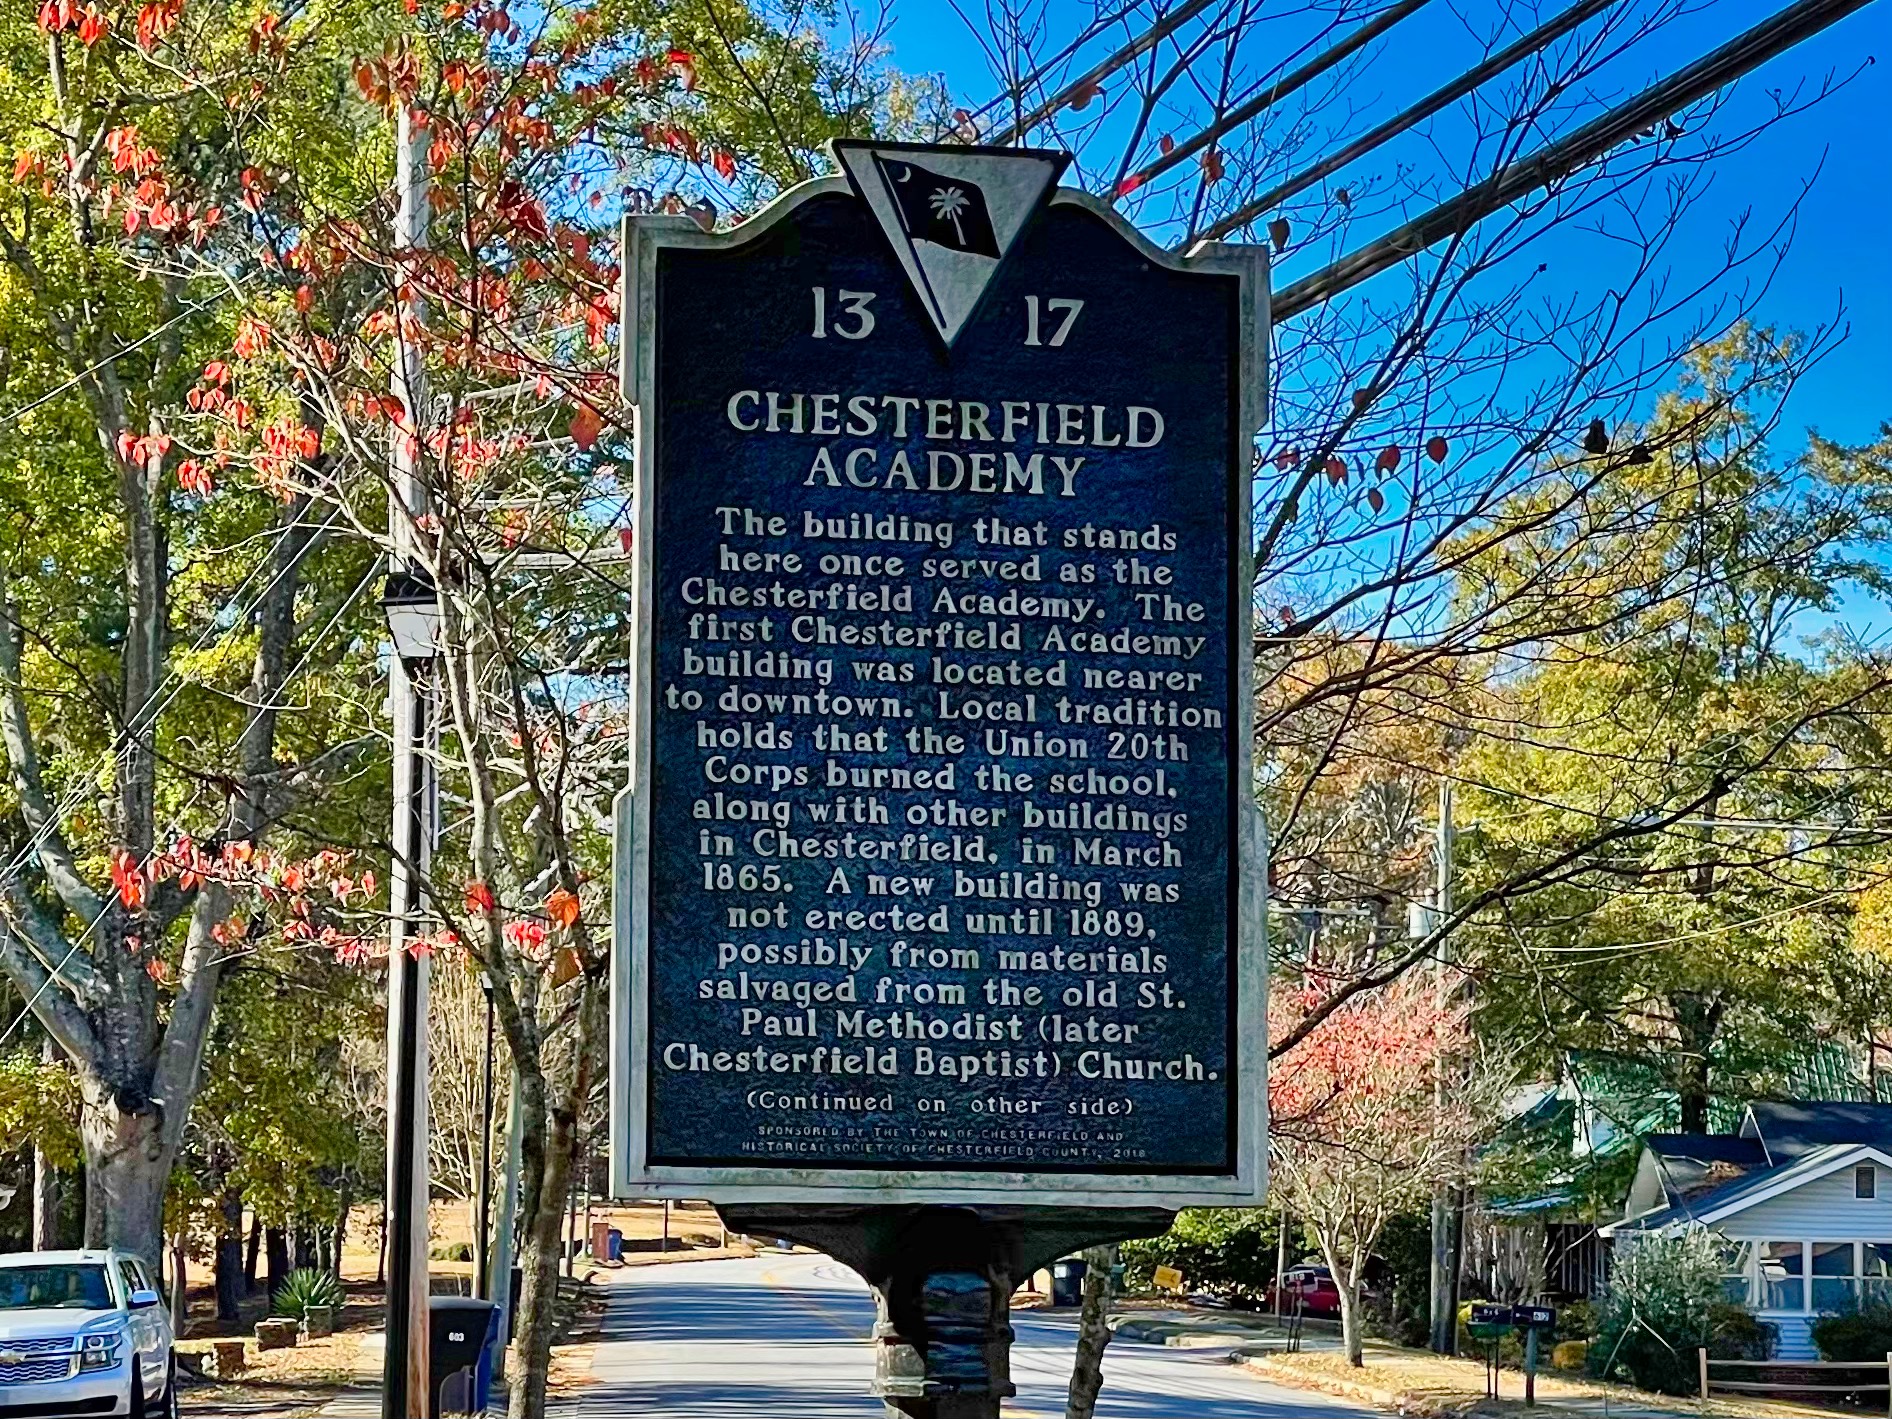 13 17
CHESTERFIELD
ACADEMY
The building that stands
here once served as the
Chesterfield Academy. The
first Chesterfield Academy
building was located nearer
to downtown. Local tradition
holds that the Union 20th
Corps burned the school,
along with other buildings
in Chesterfield, in March
1865. A new building was
not erected until 1889,
possibly from materials
salvaged from the old St.
Paul Methodist (later
Chesterfield Baptist) Church.
(Continued on other side)
SPONSORED BY THE TOWN OF CHESTERFIELD AND
HISTORICAL SOCIETY OF CHESTERFIELD COUNTY, 2018
603
612